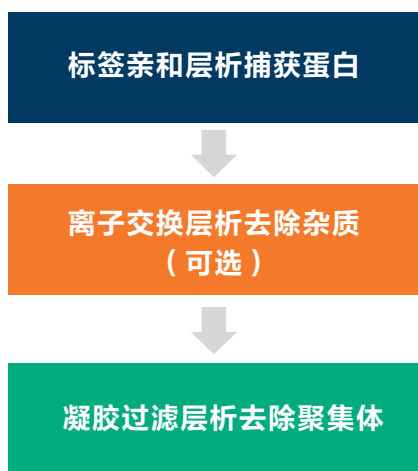 标签亲和层析捕获蛋白
离子交换层析去除杂质
（可选）
凝胶过滤层析去除聚集体